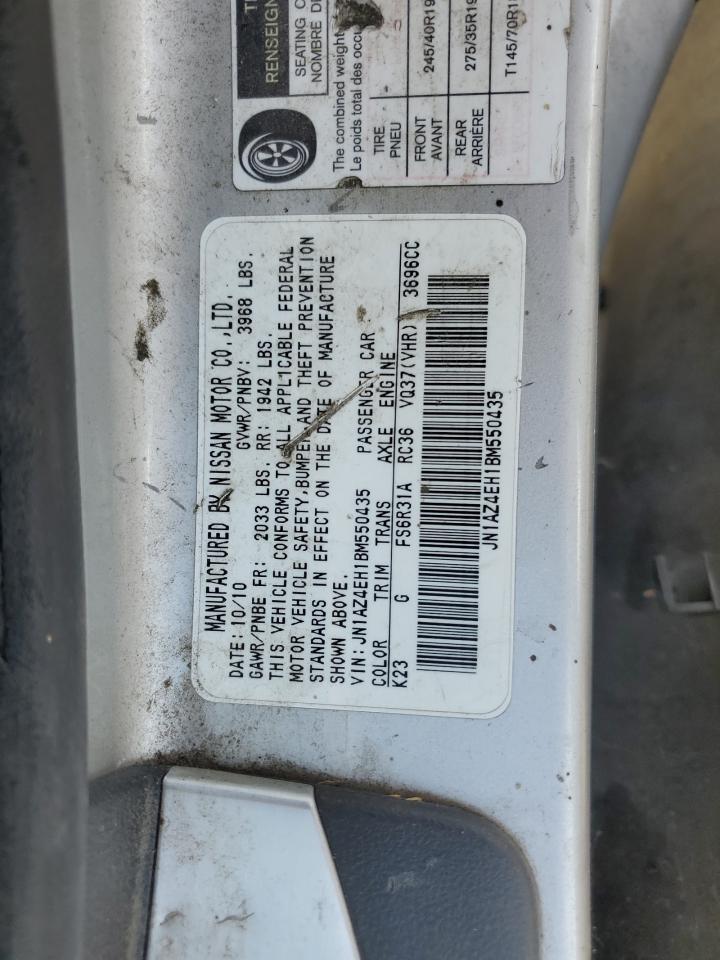 RENSEIGN
SEATING C
NOMBRE DE
The combined weight
Le poids total des occu
TIRE
PNEU
FRONT
AVANT
245/40R19
REAR
ARRIÈRE
275/35R19
MANUFACTURED BY NISSAN MOTOR CO.,LTD.
DATE: 10/10 GVWR/PNBV: 3968 LBS.
GAWR/PNBE FR: 2033 LBS. RR: 1942 LBS.
THIS VEHICLE CONFORMS TO ALL APPLICABLE FEDERAL
MOTOR VEHICLE SAFETY,BUMPER,AND THEFT PREVENTION
STANDARDS IN EFFECT ON THE DATE OF MANUFACTURE
SHOWN ABOVE.
VIN:JN1AZ4EH1BM550435 PASSENGER CAR
COLOR TRIM TRANS AXLE ENGINE
K23 G FS6R31A RC36 VQ37(VHR) 3696CC
JN1AZ4EH1BM550435